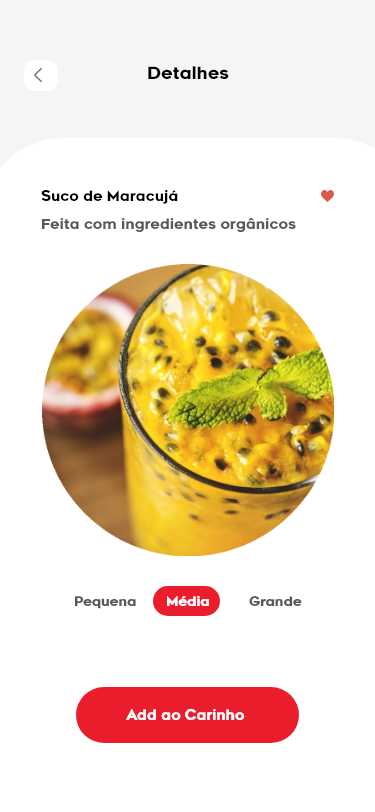 Detalhes
Suco de Maracujá
Feita com ingredientes orgânicos
Pequena Média Grande
Add ao Carinho